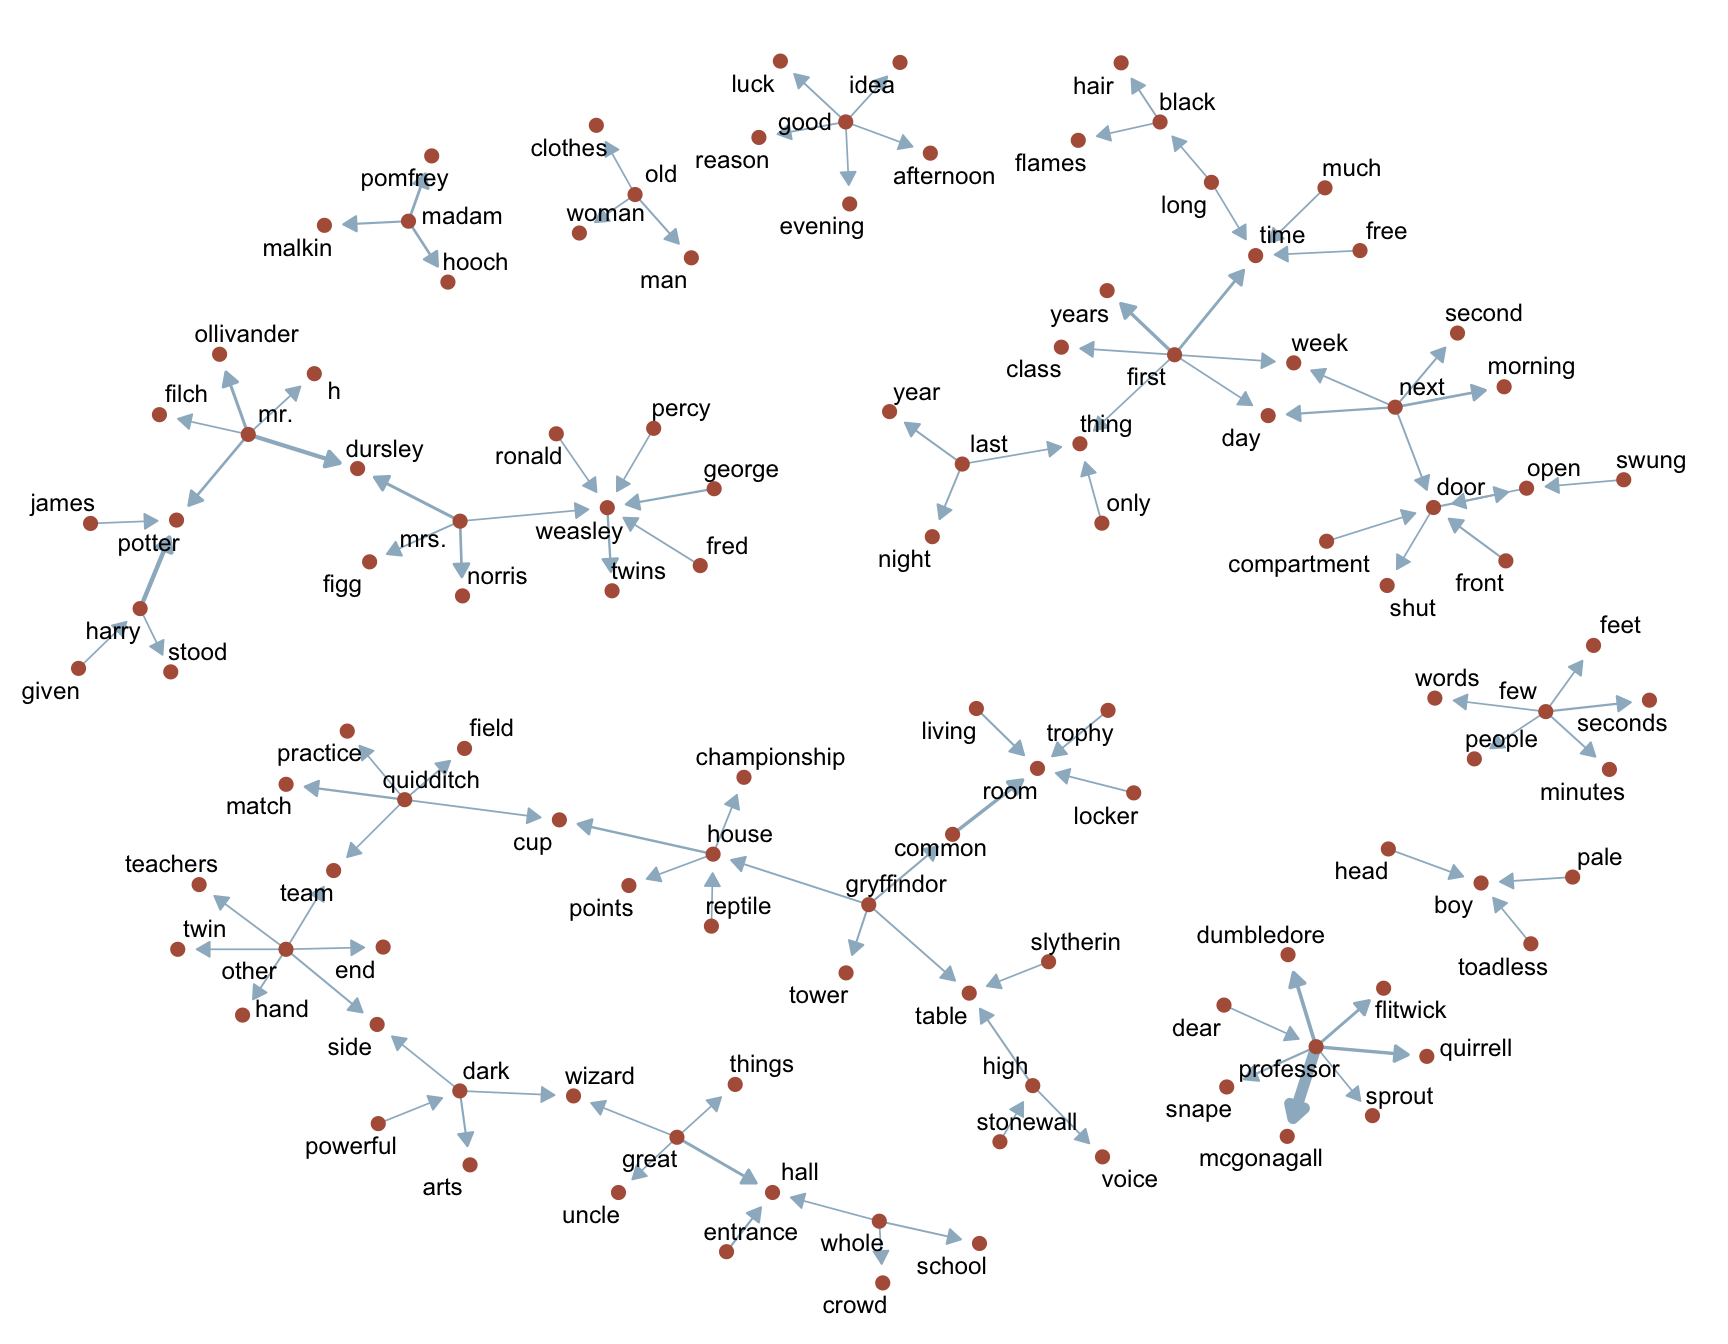 luck
idea
good
reason
afternoon
evening
hair
black
flames
long
much
time
free
clothes
old
woman
man
pomfrey
madam
malkin
hooch
ollivander
h
filch
mr.
dursley
james
potter
harry
stood
given
percy
ronald
george
mrs.
weasley
fred
figg
norris
twins
years
class
first
week
second
morning
next
day
year
last
thing
only
night
door
open
swung
compartment
front
shut
feet
words
few
seconds
people
minutes
practice
field
quidditch
match
championship
living
trophy
room
locker
cup
house
common
teachers
team
gryffindor
points
reptile
twin
other
end
hand
side
tower
slytherin
table
head
pale
boy
toadless
dumbledore
flitwick
dear
professor
quirrell
snape
sprout
mcgonagall
dark
wizard
things
high
powerful
arts
great
stonewall
voice
hall
uncle
entrance
whole
school
crowd